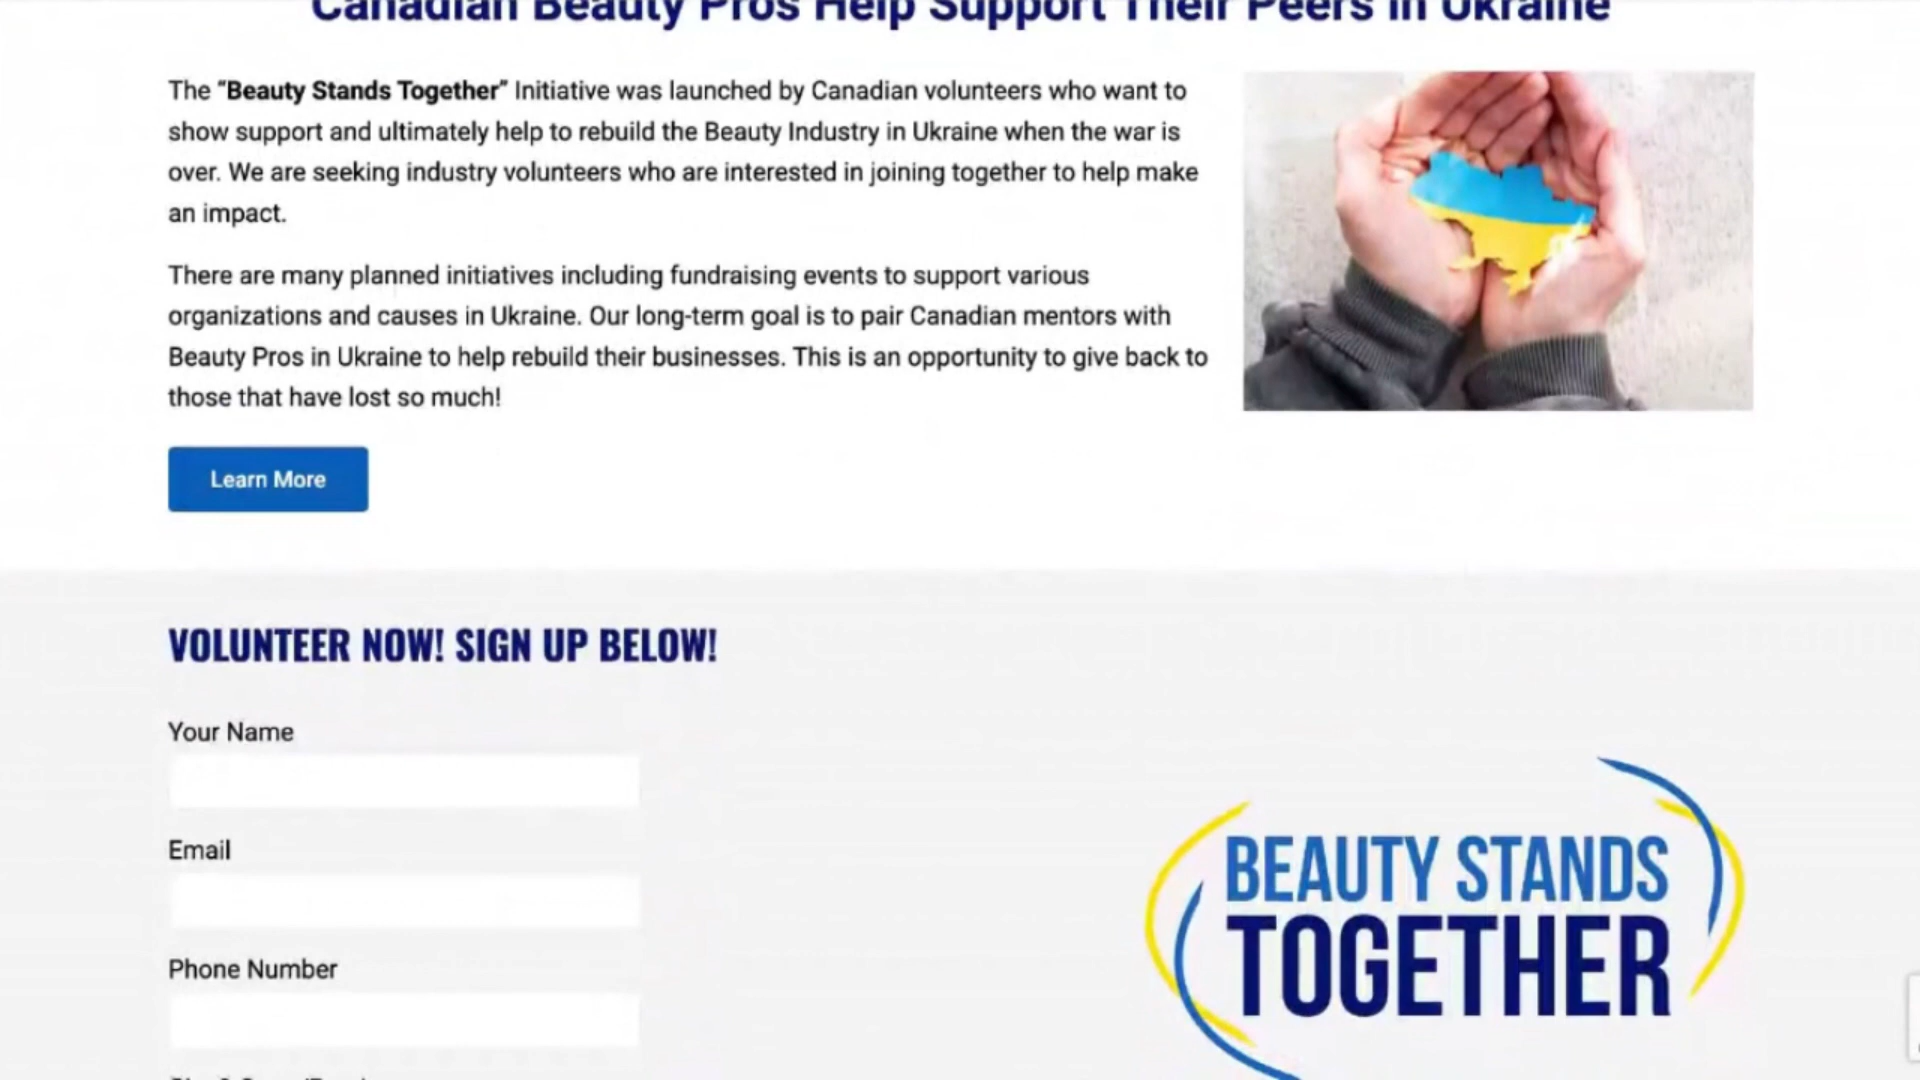 Canadian Beauty Pros Help Support Their Peers in Ukraine
The “Beauty Stands Together” Initiative was launched by Canadian volunteers who want to
show support and ultimately help to rebuild the Beauty Industry in Ukraine when the war is
over. We are seeking industry volunteers who are interested in joining together to help make
an impact.
There are many planned initiatives including fundraising events to support various
organizations and causes in Ukraine. Our long-term goal is to pair Canadian mentors with
Beauty Pros in Ukraine to help rebuild their businesses. This is an opportunity to give back to
those that have lost so much!
Learn More
VOLUNTEER NOW! SIGN UP BELOW!
Your Name
Email
Phone Number
BEAUTY STANDS
TOGETHER